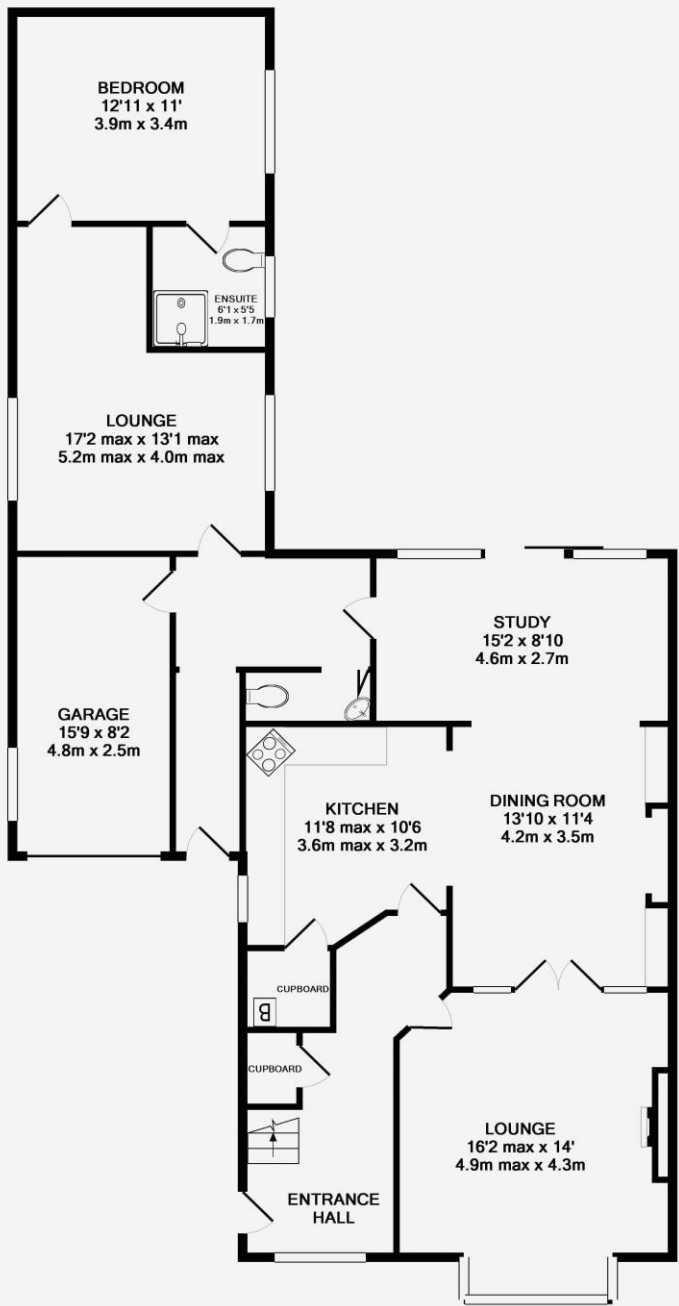 BEDROOM
12'11 x 11'
3.9m x 3.4m
ENSUITE
6'1 x 5'5
1.9m x 1.7m
LOUNGE
17'2 max x 13'1 max
5.2m max x 4.0m max
STUDY
15'2 x 8'10
4.6m x 2.7m
GARAGE
15'9 x 8'2
4.8m x 2.5m
KITCHEN
11'8 max x 10'6
3.6m max x 3.2m
DINING ROOM
13'10 x 11'4
4.2m x 3.5m
CUPBOARD
B
CUPBOARD
LOUNGE
16'2 max x 14'
4.9m max x 4.3m
ENTRANCE
HALL